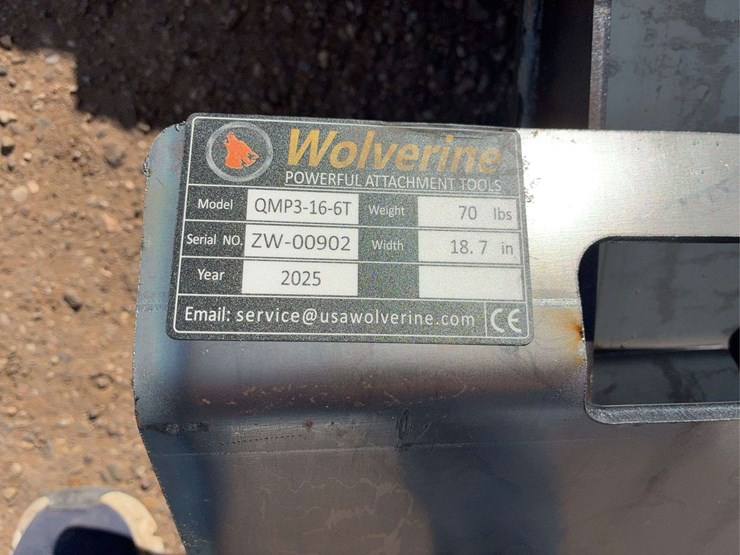 Wolverine
POWERFUL ATTACHMENT TOOLS
Model QMP3-16-6T Weight 70 lbs
Serial NO. ZW-00902 Width 18.7 in
Year 2025
Email: service@usawolverine.com CE